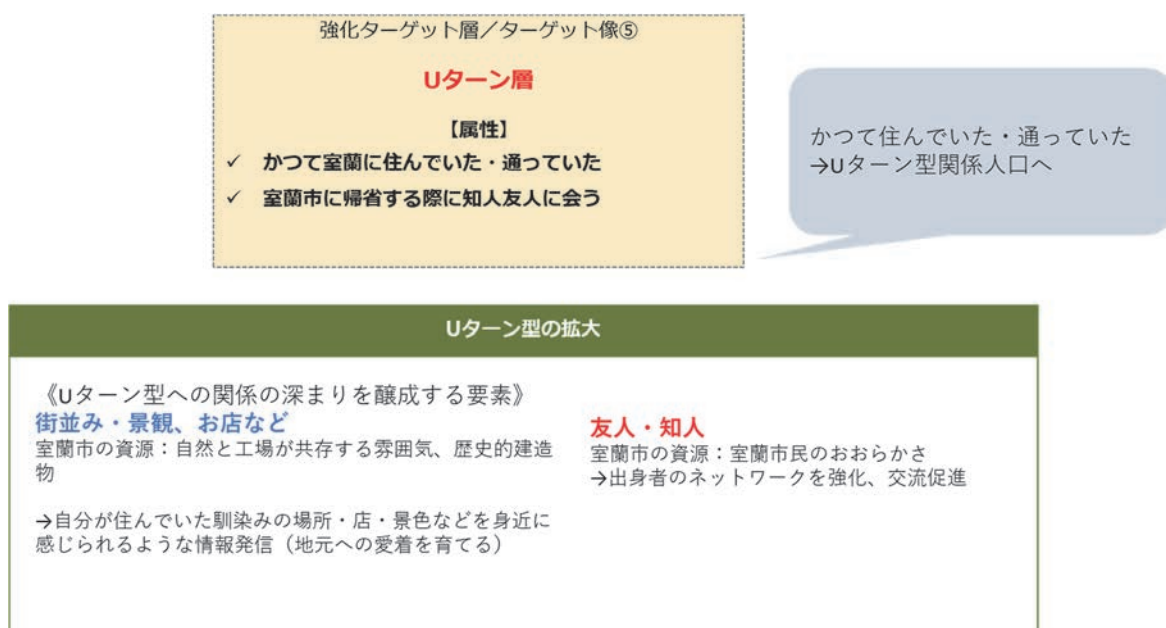 強化ターゲット層／ターゲット像⑤
Uターン層
【属性】
✓ かつて室蘭に住んでいた・通っていた
✓ 室蘭市に帰省する際に知人友人に会う
かつて住んでいた・通っていた
→Uターン型関係人口へ
Uターン型の拡大
《Uターン型への関係の深まりを醸成する要素》
街並み・景観、お店など
室蘭市の資源：自然と工場が共存する雰囲気、歴史的建造
物
→自分が住んでいた馴染みの場所・店・景色などを身近に
感じられるような情報発信（地元への愛着を育てる）
友人・知人
室蘭市の資源：室蘭市民のおおらかさ
→出身者のネットワークを強化、交流促進